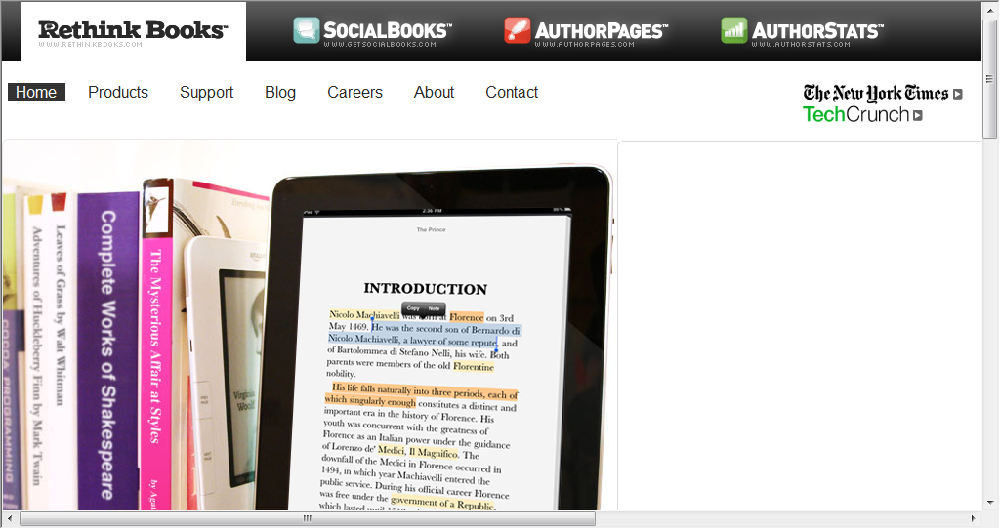 Rethink Books™
WWW.RETHINKBOOKS.COM
SOCIALBOOKS™
WWW.GETSOCIALBOOKS.COM
AUTHORPAGES™
WWW.AUTHORPAGES.COM
AUTHORSTATS™
WWW.AUTHORSTATS.COM
Home Products Support Blog Careers About Contact
The New York Times
TechCrunch
COCOA PROGRAMMING
Adventures of Huckleberry Finn by Mark Twain
Leaves of Grass by Walt Whitman
Complete Works of Shakespeare
The Mysterious Affair at Styles
by Agat
amazon
Virginia
Woolf
iPad 2:36 PM
The Prince
INTRODUCTION
Copy Note
Nicolo Machiavelli was born at Florence on 3rd
May 1469. He was the second son of Bernardo di
Nicolo Machiavelli, a lawyer of some repute, and
of Bartolommea di Stefano Nelli, his wife. Both
parents were members of the old Florentine
nobility.
His life falls naturally into three periods, each of
which singularly enough constitutes a distinct and
important era in the history of Florence. His
youth was concurrent with the greatness of
Florence as an Italian power under the guidance
of Lorenzo de' Medici, Il Magnifico. The
downfall of the Medici in Florence occurred in
1494, in which year Machiavelli entered the
public service. During his official career Florence
was free under the government of a Republic,
which lasted until